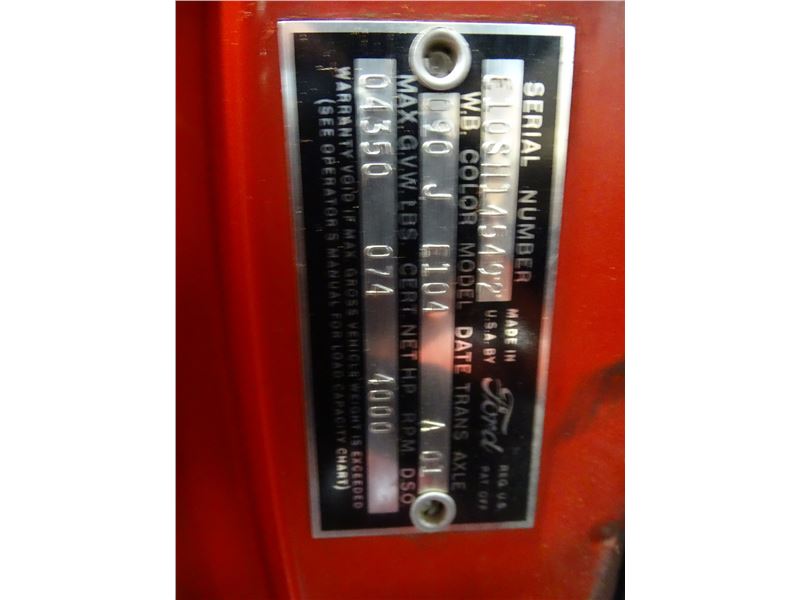 SERIAL NUMBER
E10SH145492
MADE IN
U.S.A. BY
Ford
REG. U.S.
PAT. OFF.
W.B. COLOR MODEL DATE TRANS AXLE
090 J E104 A 01
MAX. G.V.W. LBS CERT NET HP RPM DSO
04350 074 4000
WARRANTY VOID IF MAX. GROSS VEHICLE WEIGHT IS EXCEEDED
(SEE OPERATOR'S MANUAL FOR LOAD CAPACITY CHART)